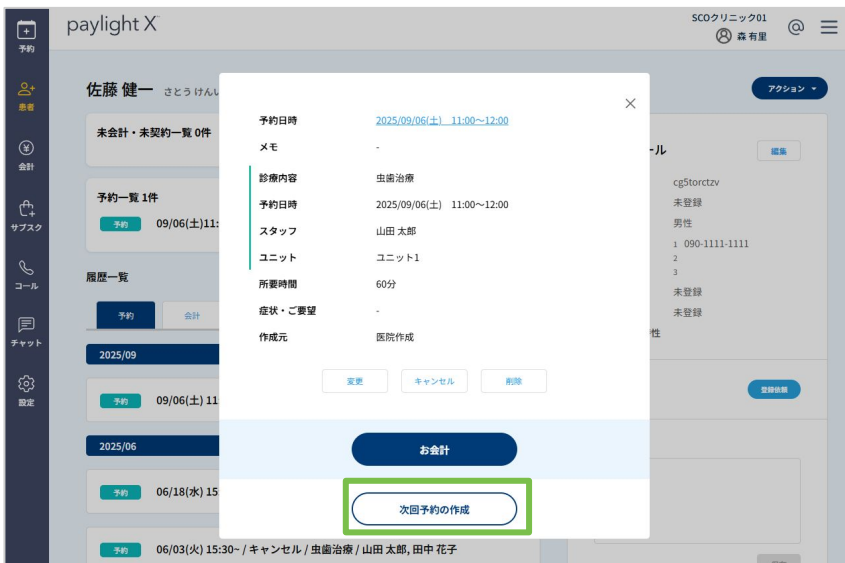 paylight X
SCOクリニック01
森 有里
予約
患者
会計
サブスク
コール
チャット
設定
佐藤 健一 さとう けんい
アクション
未会計・未契約一覧 0件
予約一覧 1件
予約 09/06(土)11:
履歴一覧
予約 会計
2025/09
予約 09/06(土) 11:
2025/06
予約 06/18(水) 15
予約 06/03(火) 15:30~ / キャンセル / 虫歯治療 / 山田 太郎, 田中 花子
予約日時 2025/09/06(土) 11:00～12:00
メモ -
診療内容 虫歯治療
予約日時 2025/09/06(土) 11:00～12:00
スタッフ 山田 太郎
ユニット ユニット1
所要時間 60分
症状・ご要望 -
作成元 医院作成
変更 キャンセル 削除
お会計
次回予約の作成
ール 編集
cg5torctzv
未登録
男性
1 090-1111-1111
2
3
未登録
未登録
性
登録依頼